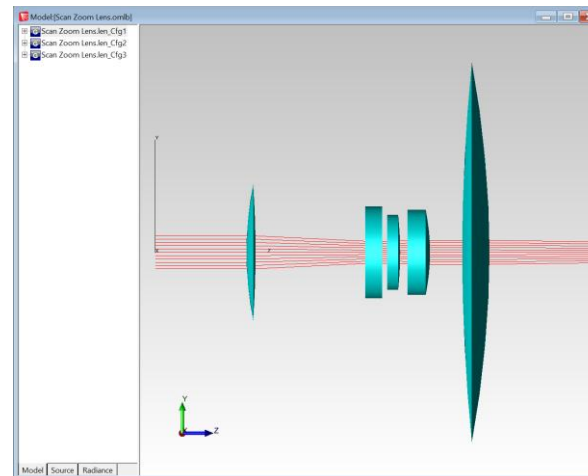 Model:[Scan Zoom Lens.omlb]
Scan Zoom Lens.len_Cfg1
Scan Zoom Lens.len_Cfg2
Scan Zoom Lens.len_Cfg3
Y
Z
Y
X
Z
Model Source Radiance